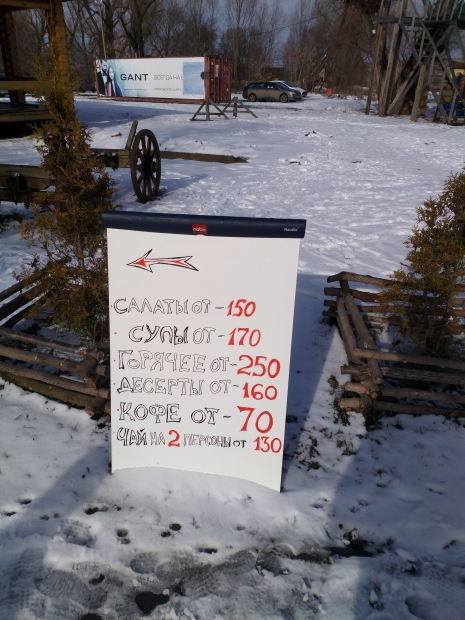 GANT
nobo
САЛАТЫ ОТ - 150
СУПЫ ОТ - 170
ГОРЯЧЕЕ ОТ - 250
ДЕСЕРТЫ ОТ - 160
КОФЕ ОТ - 70
ЧАЙ НА 2 ПЕРСОНЫ ОТ 130